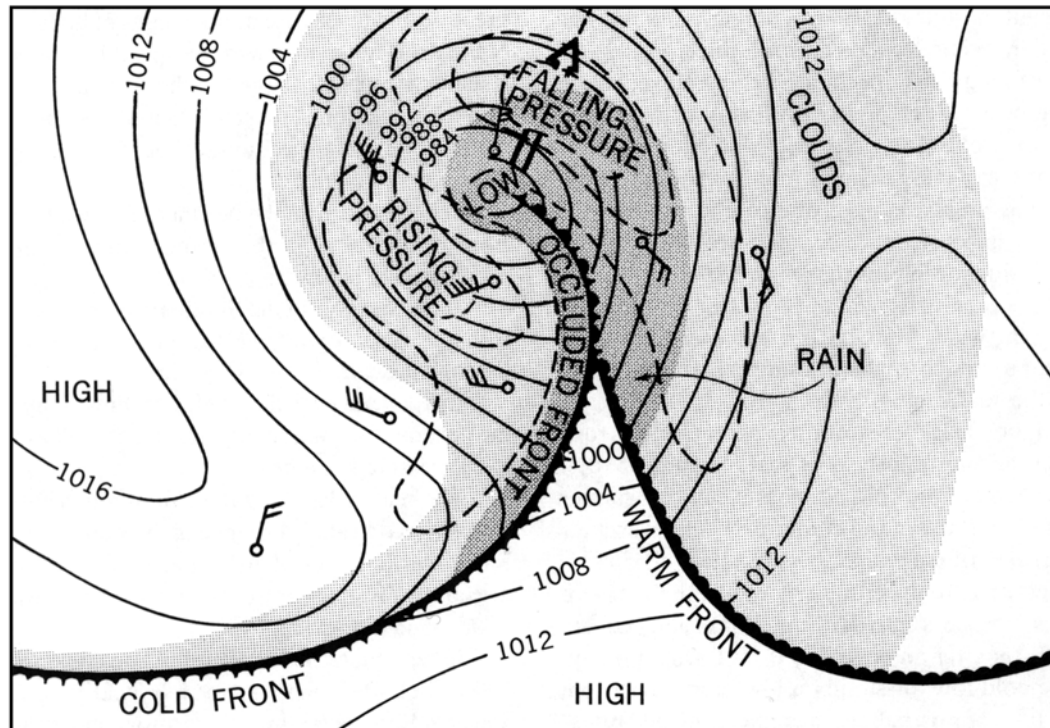 1012
1008
1004
1000
996
992
988
984
A
FALLING
PRESSURE
1012
CLOUDS
LOW
RISING
PRESSURE
OCCLUDED FRONT
HIGH
RAIN
1016
1000
1004
1008
1012
WARM FRONT
1012
COLD FRONT
HIGH